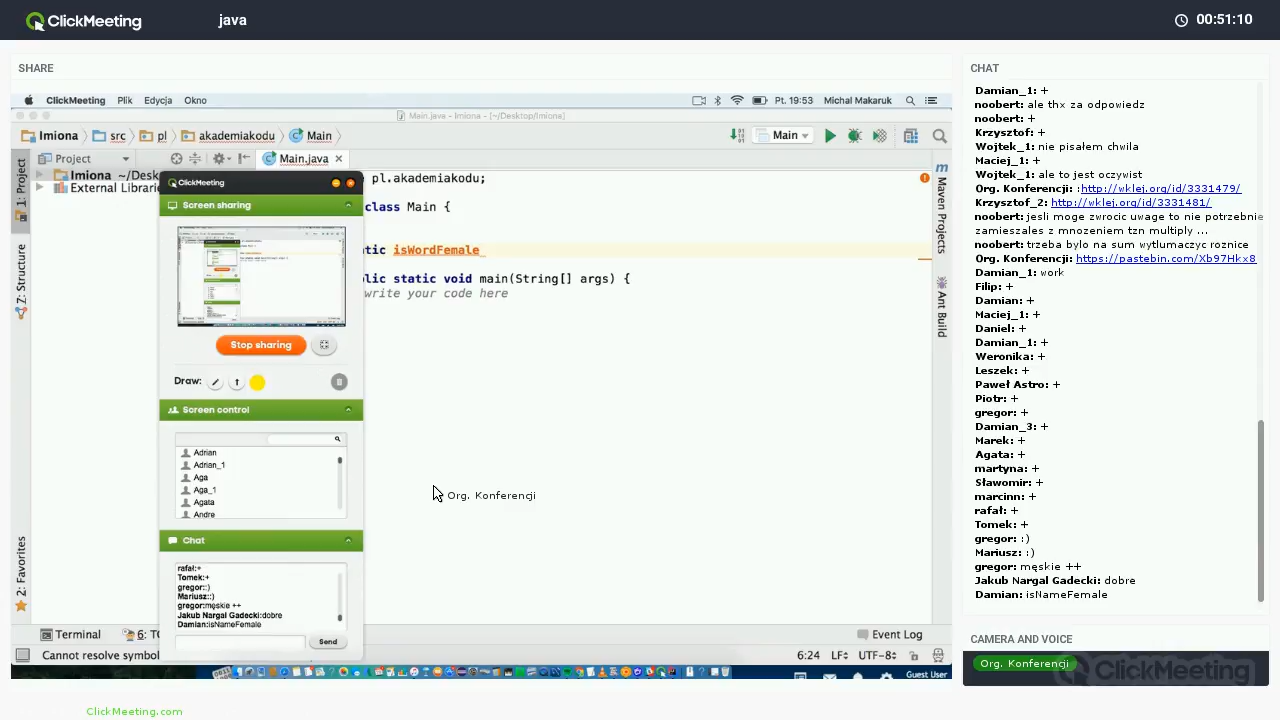 ClickMeeting java 00:51:10
SHARE
ClickMeeting Plik Edycja Okno Pt. 19:53 Michal Makaruk
Main.java - Imiona - [~/Desktop/Imiona]
Imiona src pl akademiakodu Main Main
Project Main.java
Imiona ~/Desk
External Librarie
1: Project
7: Structure
2: Favorites
pl.akademiakodu;
class Main {
tic isWordFemale
olic static void main(String[] args) {
write your code here
Maven Projects
Ant Build
ClickMeeting
Screen sharing
Stop sharing
Draw:
Screen control
Adrian
Adrian_1
Aga
Aga_1
Agata
Andre
Chat
rafał:+
Tomek:+
gregor::)
Mariusz::)
gregor:męskie ++
Jakub Nargal Gadecki:dobre
Damian:isNameFemale
Send
Org. Konferencji
Terminal 6: TO Event Log
Cannot resolve symbol 6:24 LF UTF-8
Guest User
ClickMeeting.com
CHAT
Damian_1: +
noobert: ale thx za odpowiedz
noobert: +
Krzysztof: +
Wojtek_1: nie pisałem chwila
Maciej_1: +
Wojtek_1: ale to jest oczywist
Org. Konferencji: :http://wklej.org/id/3331479/
Krzysztof_2: http://wklej.org/id/3331481/
noobert: jesli moge zwrocic uwage to nie potrzebnie
zamieszales z mnozeniem tzn multiply ...
noobert: trzeba bylo na sumowac wytlumaczyc roznice
Org. Konferencji: https://pastebin.com/Xb97Hkx8
Damian_1: work
Filip: +
Damian: +
Maciej_1: +
Daniel: +
Damian_1: +
Weronika: +
Leszek: +
Paweł Astro: +
Piotr: +
gregor: +
Damian_3: +
Marek: +
Agata: +
martyna: +
Sławomir: +
marcinn: +
rafał: +
Tomek: +
gregor: :)
Mariusz: :)
gregor: męskie ++
Jakub Nargal Gadecki: dobre
Damian: isNameFemale
CAMERA AND VOICE
Org. Konferencji ClickMeeting